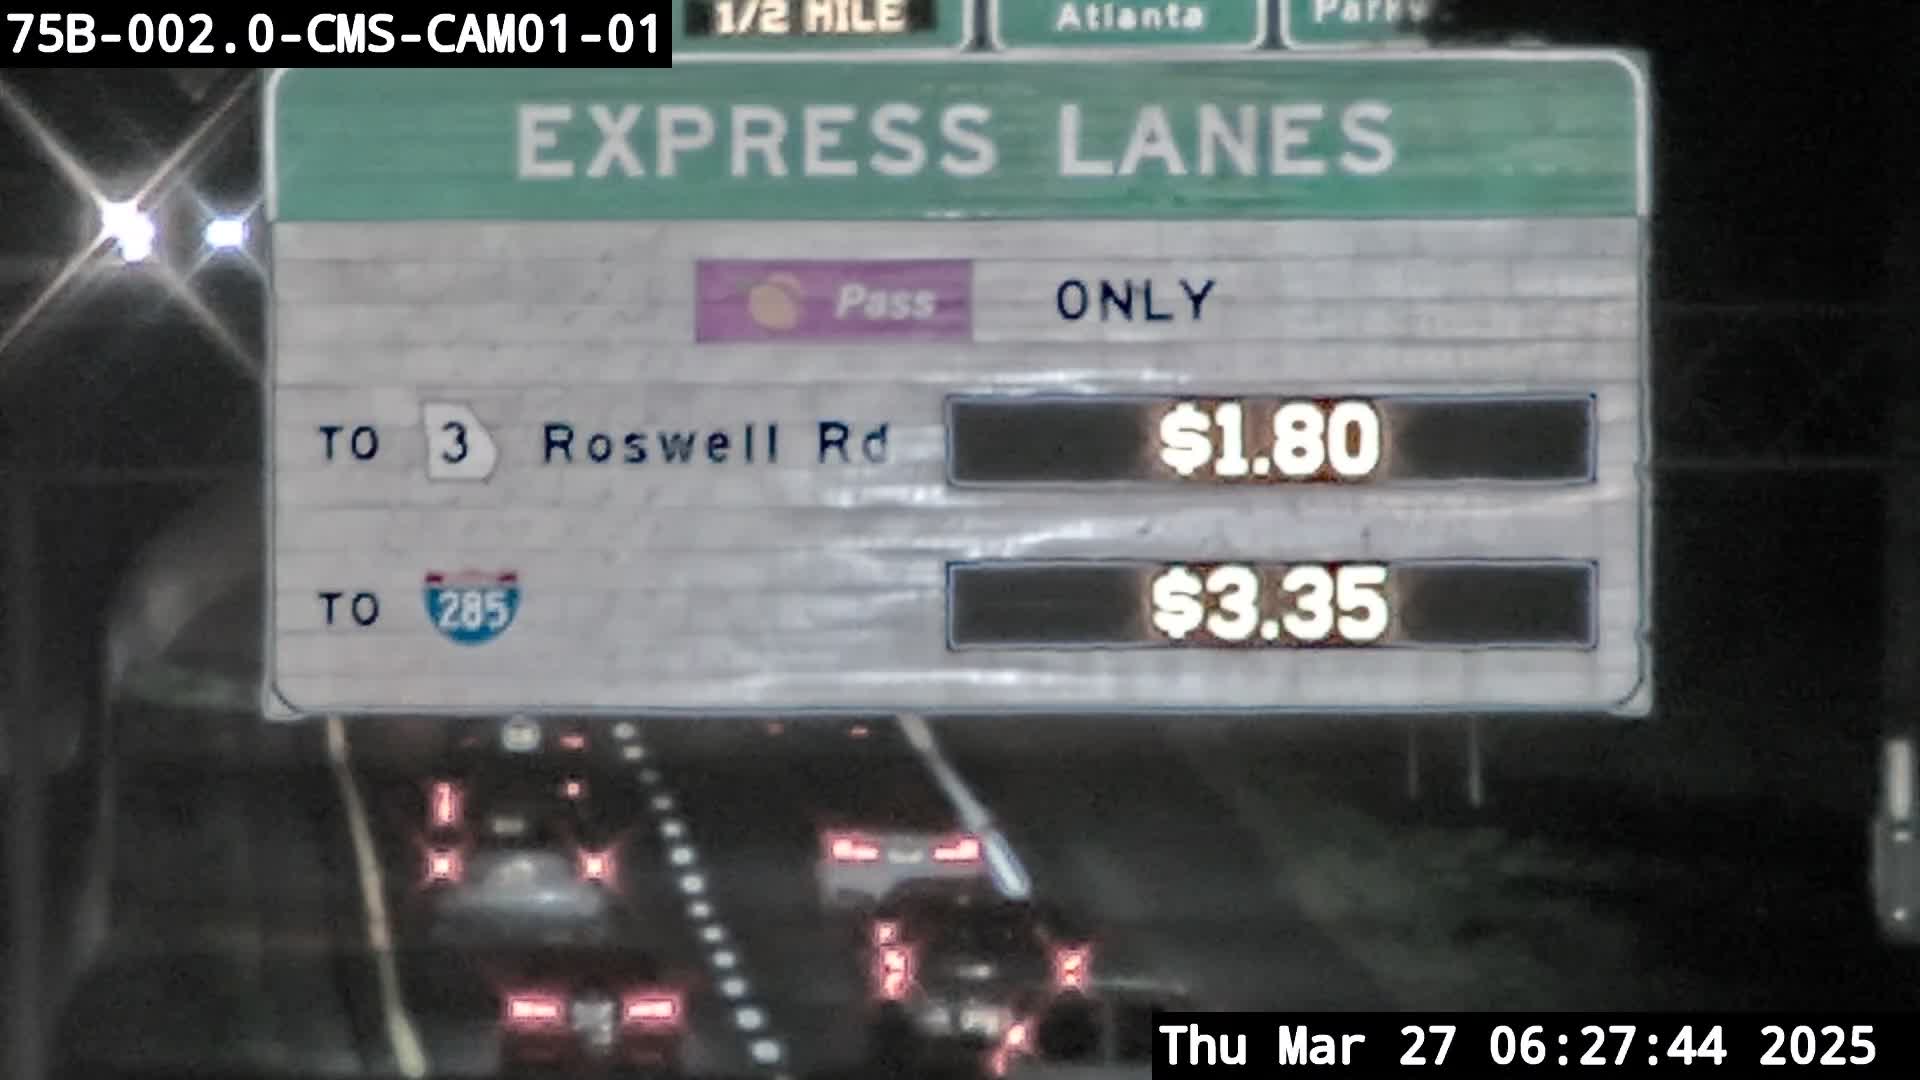 75B-002.0-CMS-CAM01-01
1/2 MILE
Atlanta
EXPRESS LANES
Pass ONLY
TO 3 Roswell Rd $1.80
TO 285 $3.35
Thu Mar 27 06:27:44 2025